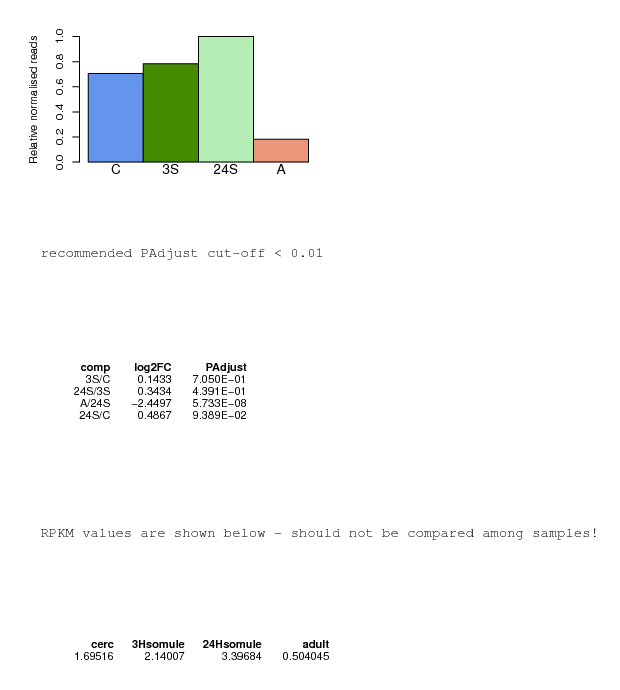 Relative normalised reads
1.0
0.8
0.6
0.4
0.2
0.0
C 3S 24S A
recommended PAdjust cut-off < 0.01
comp log2FC PAdjust
3S/C 0.1433 7.050E−01
24S/3S 0.3434 4.391E−01
A/24S −2.4497 5.733E−08
24S/C 0.4867 9.389E−02
RPKM values are shown below - should not be compared among samples!
cerc 3Hsomule 24Hsomule adult
1.69516 2.14007 3.39684 0.504045